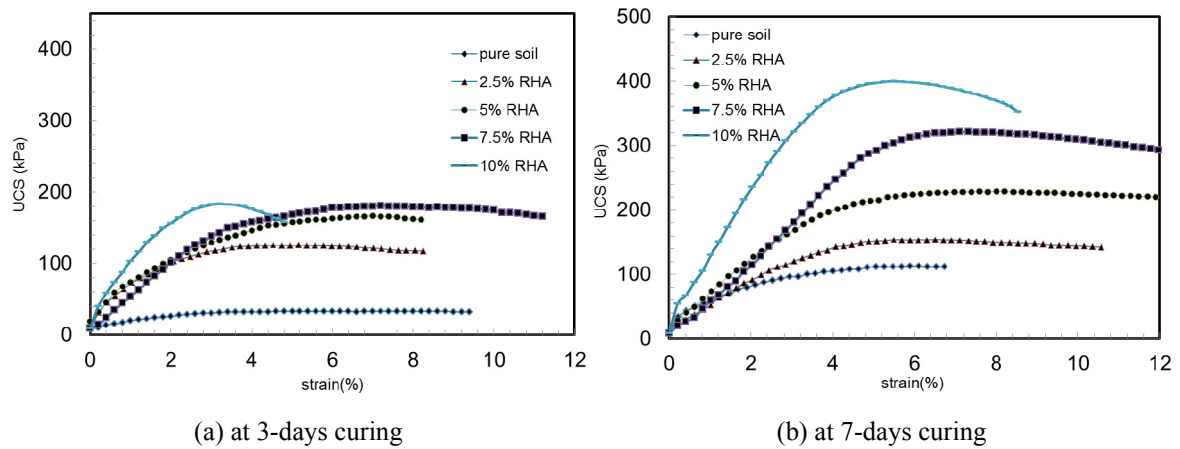 400
300
200
100
0
UCS (kPa)
pure soil
2.5% RHA
5% RHA
7.5% RHA
10% RHA
0 2 4 6 8 10 12
strain(%)
(a) at 3-days curing
500
400
300
200
100
0
UCS (kPa)
pure soil
2.5% RHA
5% RHA
7.5% RHA
10% RHA
0 2 4 6 8 10 12
strain(%)
(b) at 7-days curing